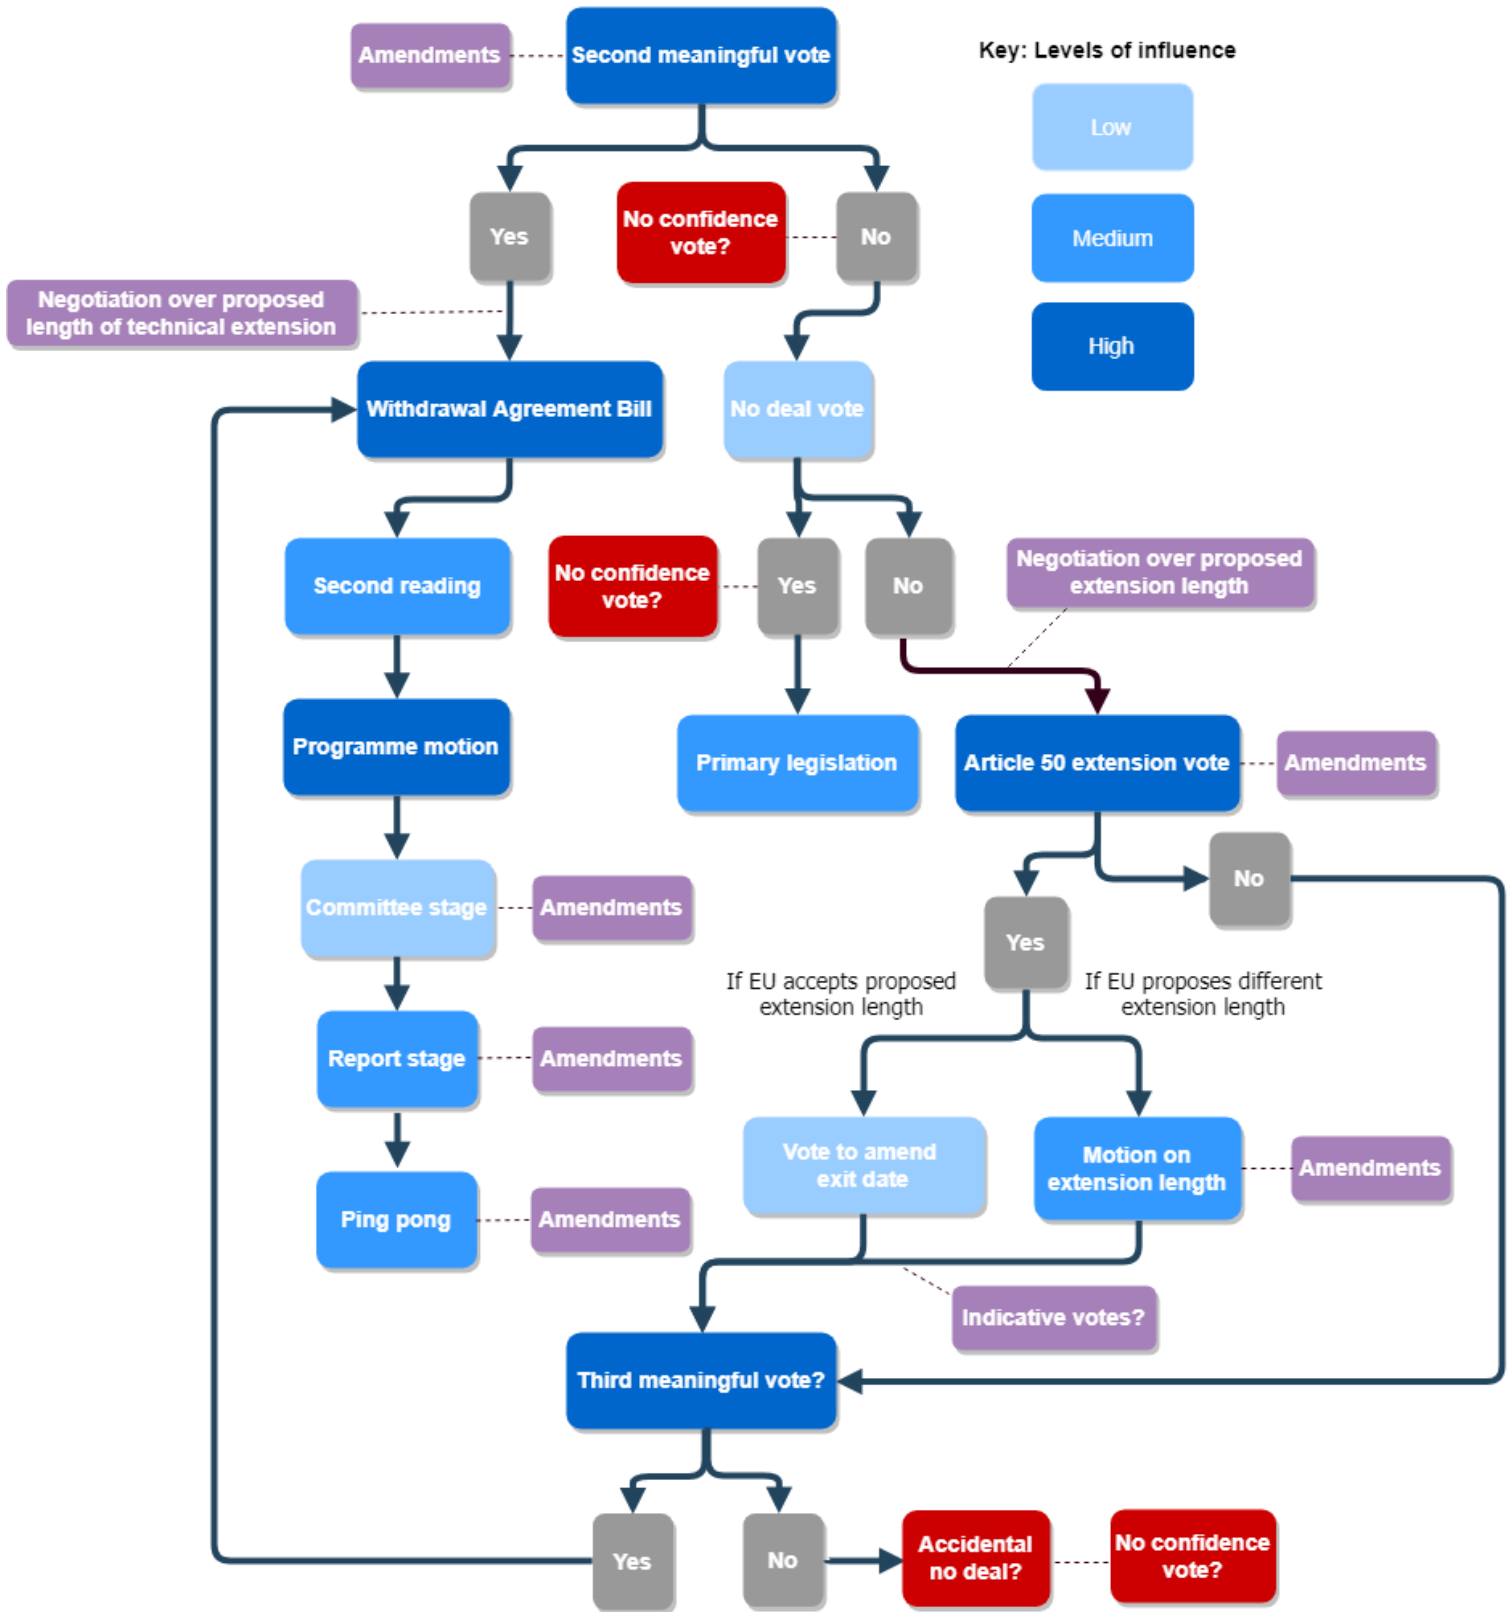 Amendments
Second meaningful vote
Key: Levels of influence
Low
Medium
High
Yes
No confidence
vote?
No
Negotiation over proposed
length of technical extension
Withdrawal Agreement Bill
No deal vote
Second reading
No confidence
vote?
Yes
No
Negotiation over proposed
extension length
Programme motion
Primary legislation
Article 50 extension vote
Amendments
No
Committee stage
Amendments
Yes
If EU accepts proposed
extension length
If EU proposes different
extension length
Report stage
Amendments
Vote to amend
exit date
Motion on
extension length
Amendments
Ping pong
Amendments
Indicative votes?
Third meaningful vote?
Yes
No
Accidental
no deal?
No confidence
vote?